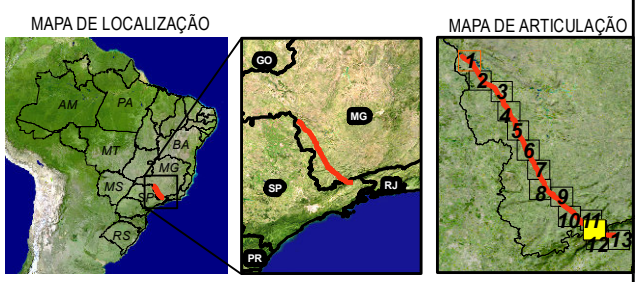 MAPA DE LOCALIZAÇÃO
AM
PA
MT
BA
MG
MS
SP
RS
GO
MG
SP
RJ
PR
MAPA DE ARTICULAÇÃO
1
2
3
4
5
6
7
8
9
10
11
12
13